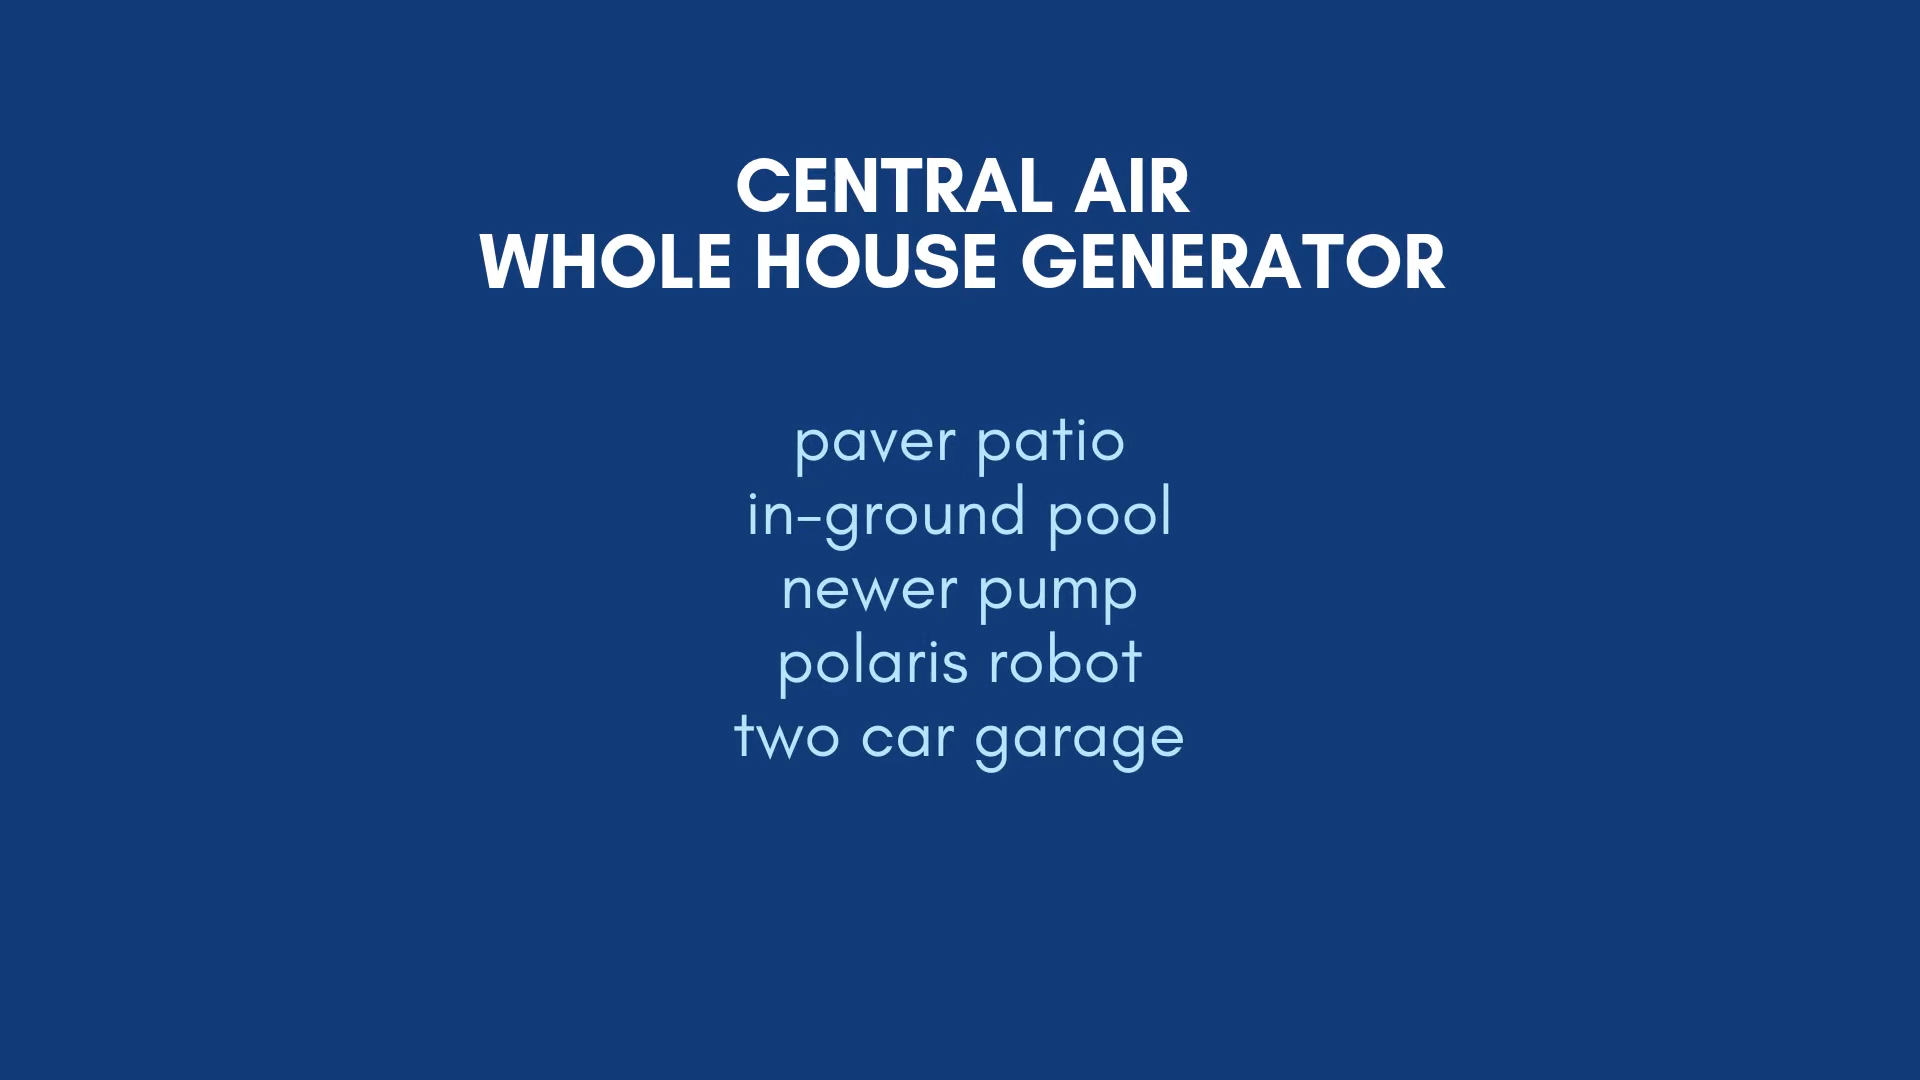 CENTRAL AIR
WHOLE HOUSE GENERATOR
paver patio
in-ground pool
newer pump
polaris robot
two car garage